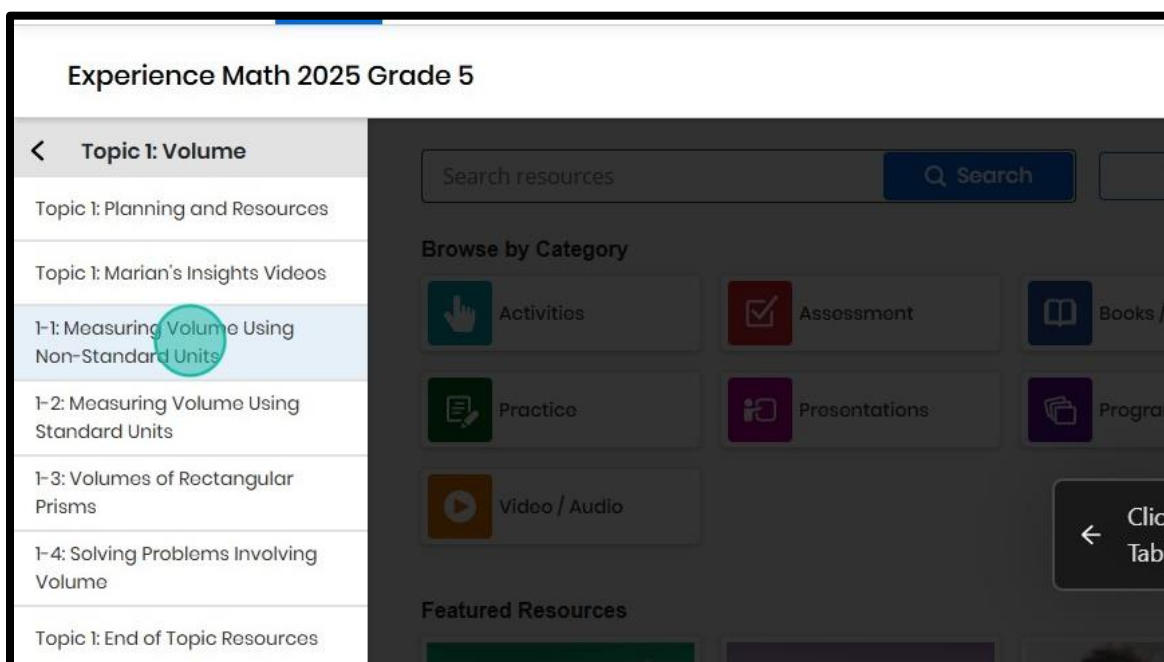 Experience Math 2025 Grade 5
Topic 1: Volume
Topic 1: Planning and Resources
Topic 1: Marian's Insights Videos
1-1: Measuring Volume Using
Non-Standard Units
1-2: Measuring Volume Using
Standard Units
1-3: Volumes of Rectangular
Prisms
1-4: Solving Problems Involving
Volume
Topic 1: End of Topic Resources
Search resources
Search
Browse by Category
Activities
Assessment
Books /
Practice
Presentations
Video / Audio
Featured Resources